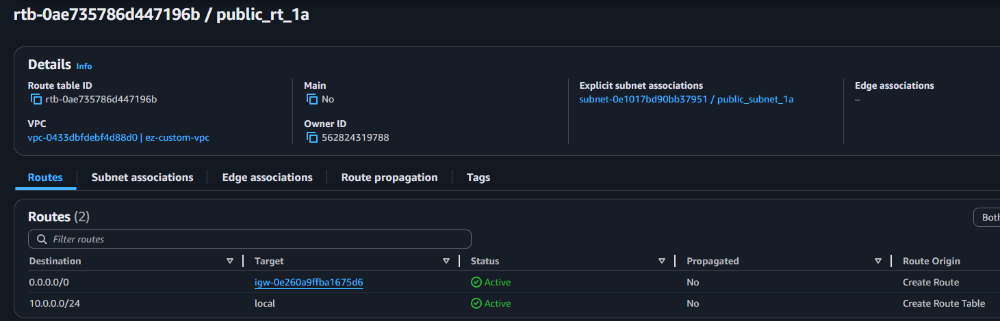 rtb-0ae735786d447196b / public_rt_1a
Details Info
Route table ID
rtb-0ae735786d447196b
Main
No
Explicit subnet associations
subnet-0e1017bd90bb37951 / public_subnet_1a
Edge associations
–
VPC
vpc-0433dbfdebf4d88d0 | ez-custom-vpc
Owner ID
562824319788
Routes Subnet associations Edge associations Route propagation Tags
Routes (2)
Both
Filter routes
Destination Target Status Propagated Route Origin
0.0.0.0/0 igw-0e260a9ffba1675d6 Active No Create Route
10.0.0.0/24 local Active No Create Route Table